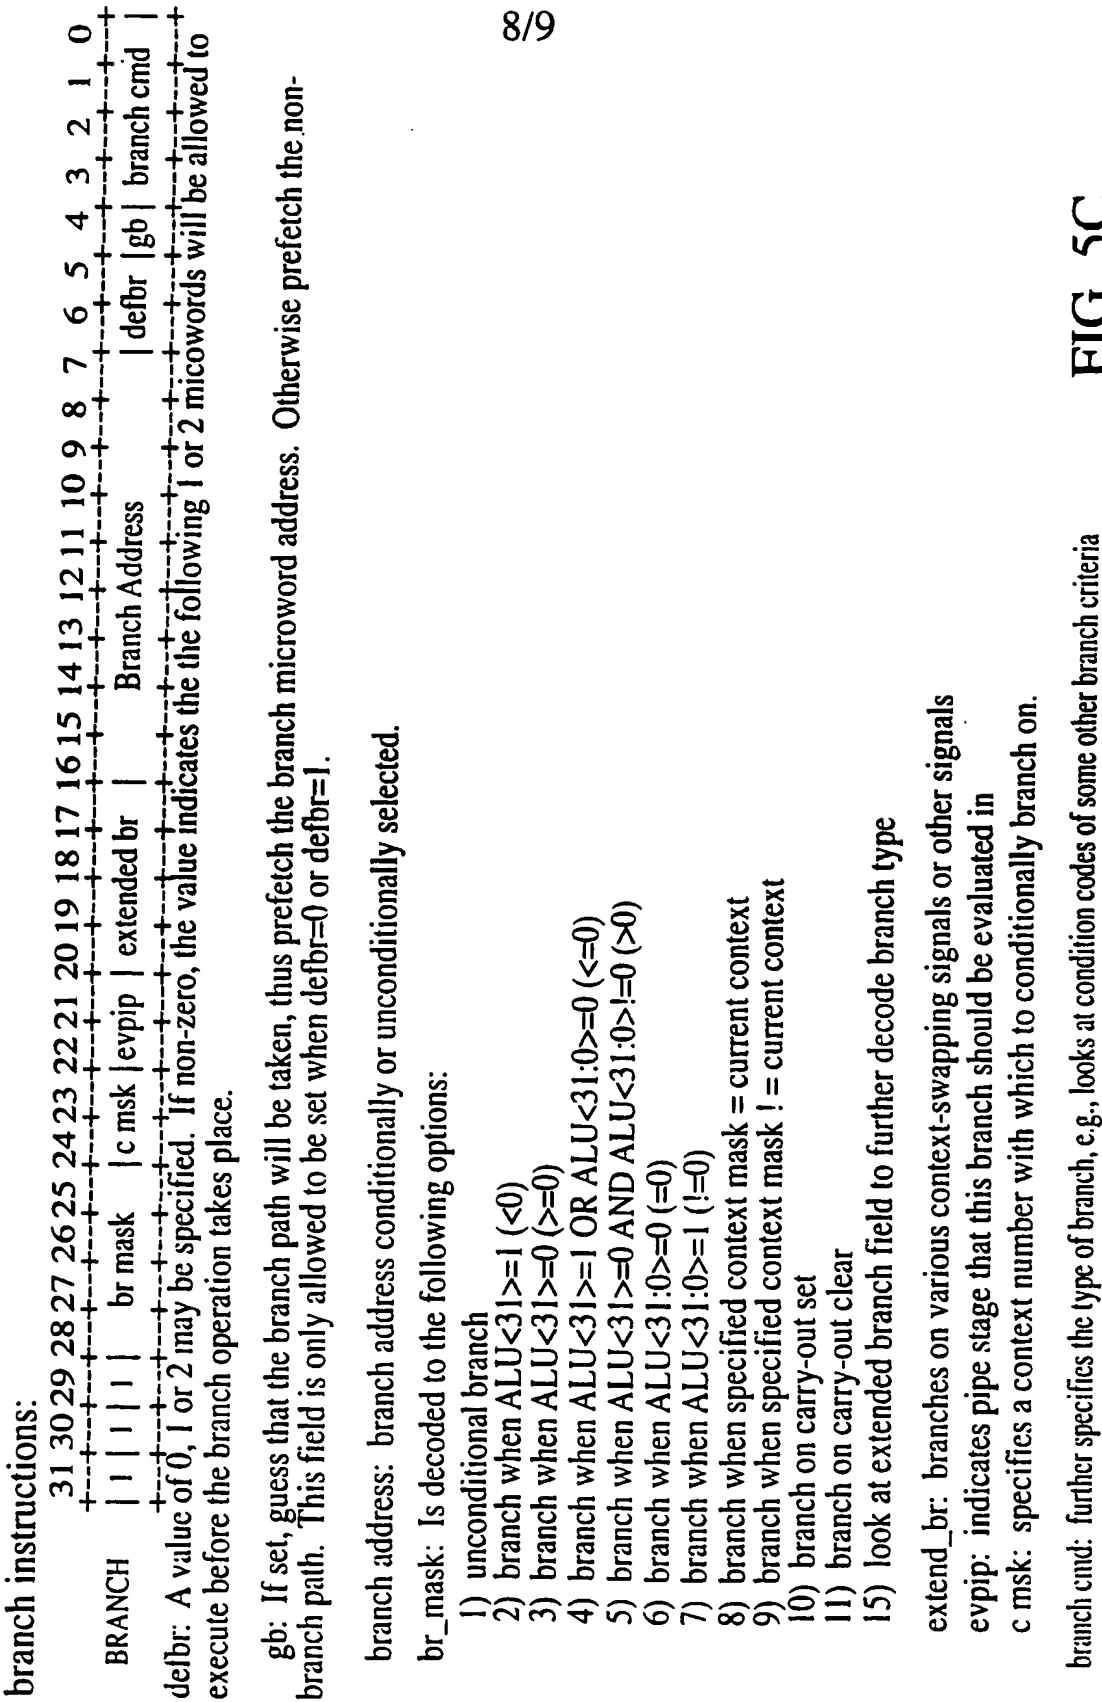 8/9
branch instructions:
31 30 29 28 27 26 25 24 23 22 21 20 19 18 17 16 15 14 13 12 11 10 9 8 7 6 5 4 3 2 1 0
BRANCH | 1 | 1 | 1 | br mask | c msk | evpip | extended br | Branch Address | defbr | gb | branch cmd |
defbr: A value of 0, 1 or 2 may be specified. If non-zero, the value indicates the the following 1 or 2 micowords will be allowed to
execute before the branch operation takes place.
gb: If set, guess that the branch path will be taken, thus prefetch the branch microword address. Otherwise prefetch the non-
branch path. This field is only allowed to be set when defbr=0 or defbr=1.
branch address: branch address conditionally or unconditionally selected.
br_mask: Is decoded to the following options:
1) unconditional branch
2) branch when ALU<31>=1 (<0)
3) branch when ALU<31>=0 (>=0)
4) branch when ALU<31>=1 OR ALU<31:0>=0 (<=0)
5) branch when ALU<31>=0 AND ALU<31:0>!=0 (>0)
6) branch when ALU<31:0>=0 (=0)
7) branch when ALU<31:0>=1 (!=0)
8) branch when specified context mask = current context
9) branch when specified context mask ! = current context
10) branch on carry-out set
11) branch on carry-out clear
15) look at extended branch field to further decode branch type
extend_br: branches on various context-swapping signals or other signals
evpip: indicates pipe stage that this branch should be evaluated in
c msk: specifies a context number with which to conditionally branch on.
branch cmd: further specifies the type of branch, e.g., looks at condition codes of some other branch criteria
FIG 5C